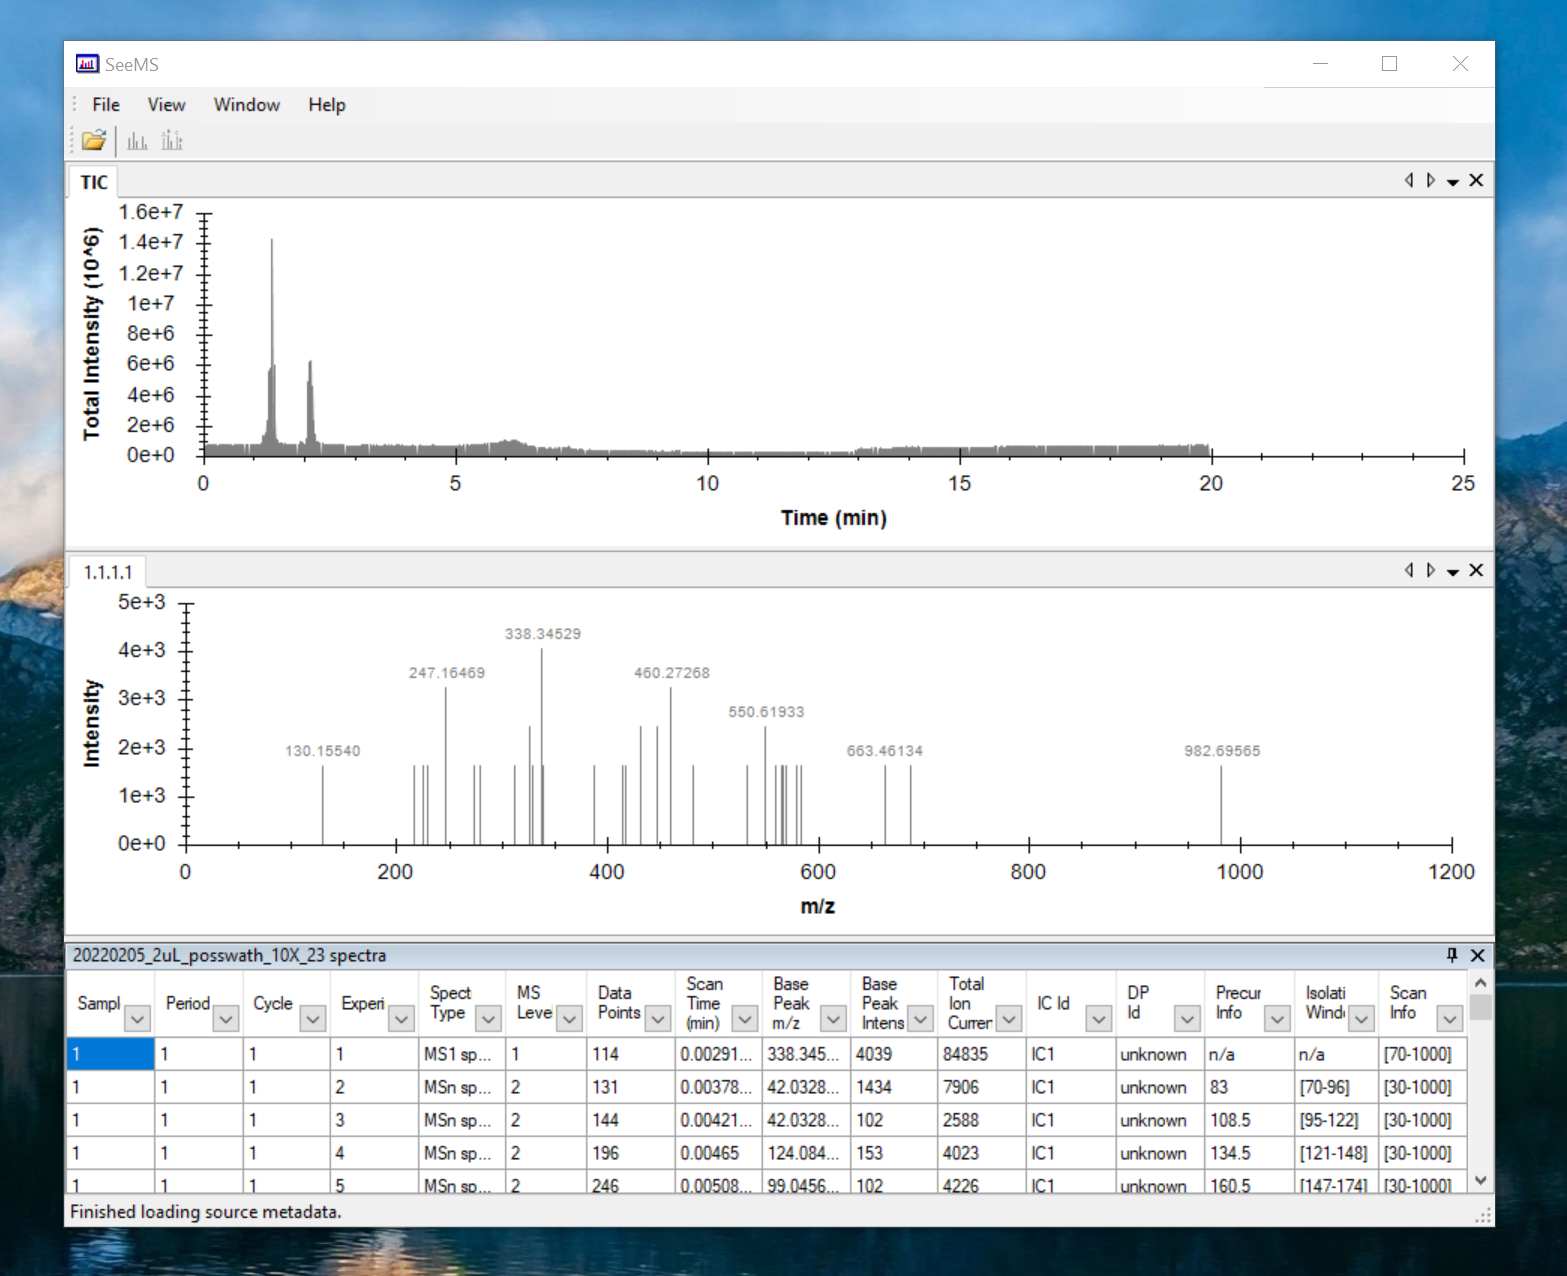 SeeMS
File View Window Help
TIC
Total Intensity (10^6)
1.6e+7
1.4e+7
1.2e+7
1e+7
8e+6
6e+6
4e+6
2e+6
0e+0
0 5 10 15 20 25
Time (min)
1.1.1.1
Intensity
5e+3
4e+3
3e+3
2e+3
1e+3
0e+0
338.34529
247.16469 460.27268
550.61933
130.15540 663.46134 982.69565
0 200 400 600 800 1000 1200
m/z
20220205_2uL_posswath_10X_23 spectra
Sampl Period Cycle Experi Spect Type MS Leve Data Points Scan Time (min) Base Peak m/z Base Peak Intens Total Ion Currer IC Id DP Id Precur Info Isolati Wind Scan Info
1 1 1 1 MS1 sp... 1 114 0.00291... 338.345... 4039 84835 IC1 unknown n/a n/a [70-1000]
1 1 1 2 MSn sp... 2 131 0.00378... 42.0328... 1434 7906 IC1 unknown 83 [70-96] [30-1000]
1 1 1 3 MSn sp... 2 144 0.00421... 42.0328... 102 2588 IC1 unknown 108.5 [95-122] [30-1000]
1 1 1 4 MSn sp... 2 196 0.00465 124.084... 153 4023 IC1 unknown 134.5 [121-148] [30-1000]
1 1 1 5 MSn sp... 2 246 0.00508... 99.0456... 102 4226 IC1 unknown 160.5 [147-174] [30-1000]
Finished loading source metadata.